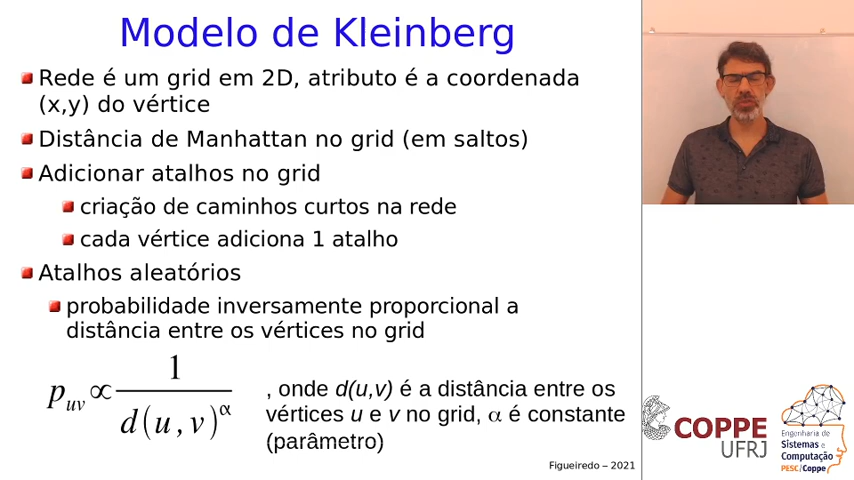 Modelo de Kleinberg
Rede é um grid em 2D, atributo é a coordenada
(x,y) do vértice
Distância de Manhattan no grid (em saltos)
Adicionar atalhos no grid
criação de caminhos curtos na rede
cada vértice adiciona 1 atalho
Atalhos aleatórios
probabilidade inversamente proporcional a
distância entre os vértices no grid
p_uv ∝ 1 / d(u,v)^α
, onde d(u,v) é a distância entre os
vértices u e v no grid, α é constante
(parâmetro)
Figueiredo – 2021
COPPE
UFRJ
Engenharia de
Sistemas e
Computação
PESC/Coppe